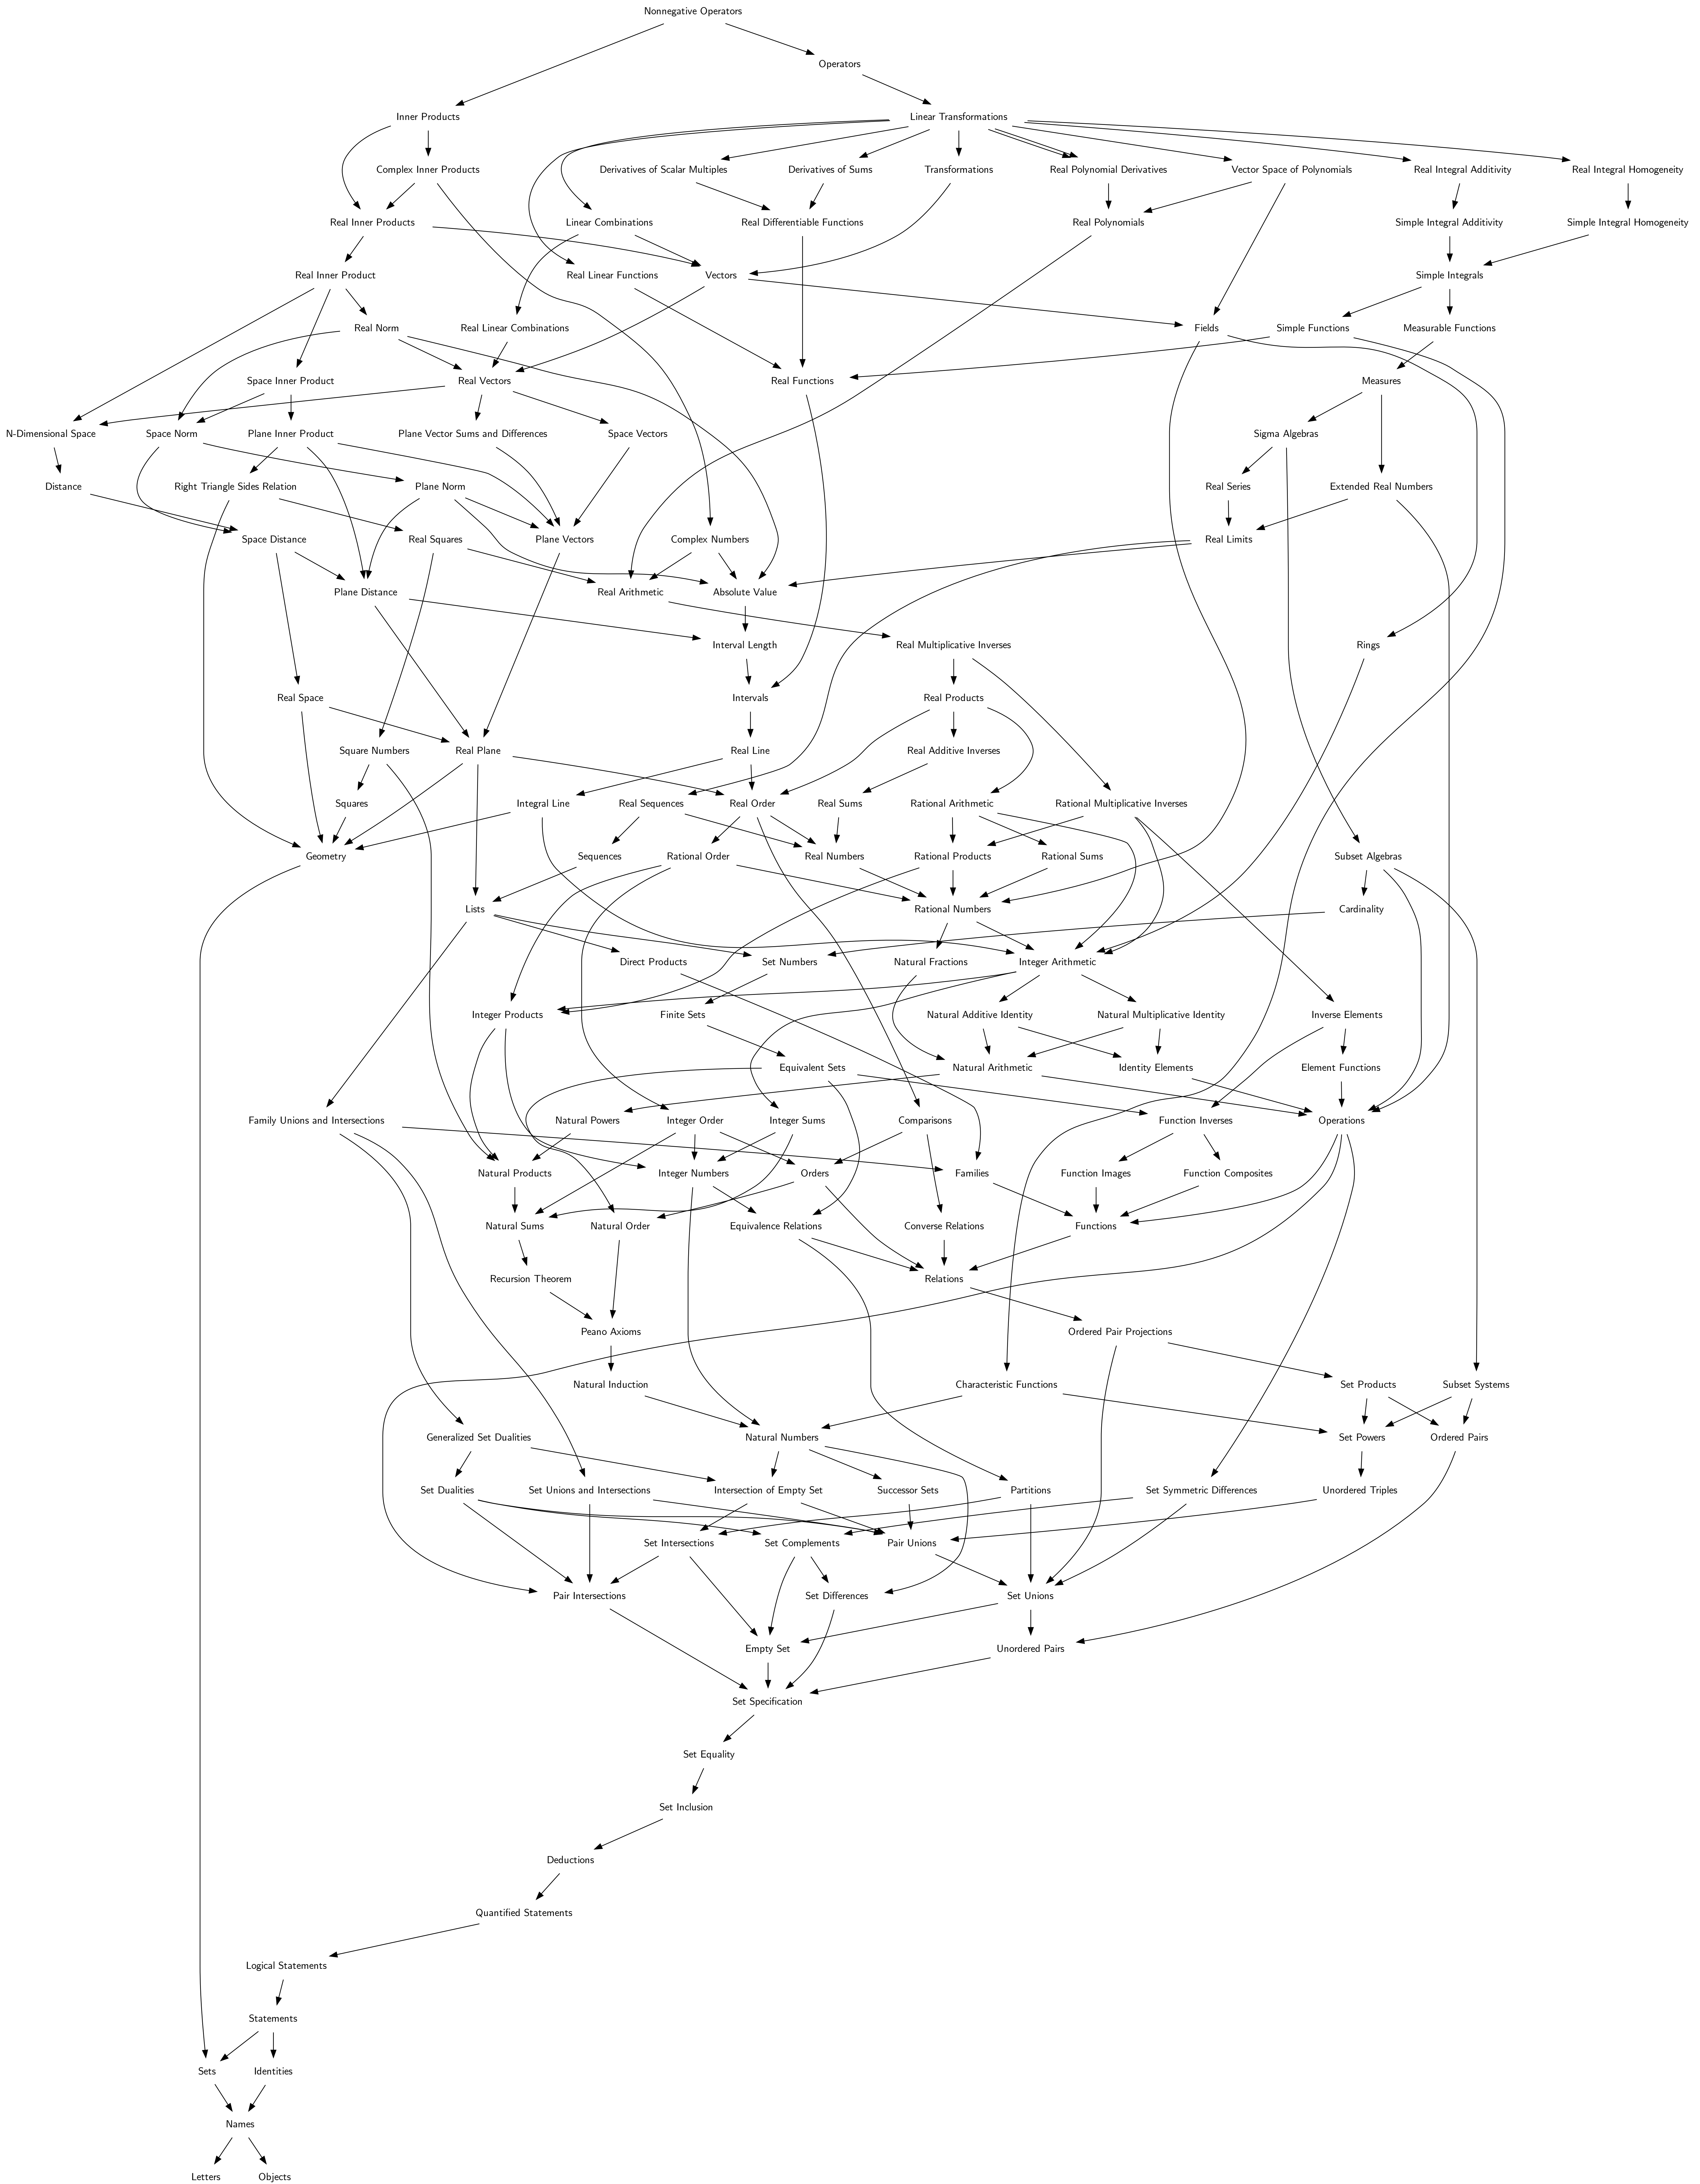 Nonnegative Operators
Operators
Inner Products
Linear Transformations
Complex Inner Products
Derivatives of Scalar Multiples
Derivatives of Sums
Transformations
Real Polynomial Derivatives
Vector Space of Polynomials
Real Integral Additivity
Real Integral Homogeneity
Real Inner Products
Linear Combinations
Real Differentiable Functions
Real Polynomials
Simple Integral Additivity
Simple Integral Homogeneity
Real Inner Product
Real Linear Functions
Vectors
Simple Integrals
Real Norm
Real Linear Combinations
Fields
Simple Functions
Measurable Functions
Space Inner Product
Real Vectors
Real Functions
Measures
N-Dimensional Space
Space Norm
Plane Inner Product
Plane Vector Sums and Differences
Space Vectors
Sigma Algebras
Distance
Right Triangle Sides Relation
Plane Norm
Real Series
Extended Real Numbers
Space Distance
Real Squares
Plane Vectors
Complex Numbers
Real Limits
Plane Distance
Real Arithmetic
Absolute Value
Interval Length
Real Multiplicative Inverses
Rings
Real Space
Intervals
Real Products
Square Numbers
Real Plane
Real Line
Real Additive Inverses
Squares
Integral Line
Real Sequences
Real Order
Real Sums
Rational Arithmetic
Rational Multiplicative Inverses
Geometry
Sequences
Rational Order
Real Numbers
Rational Products
Rational Sums
Subset Algebras
Lists
Rational Numbers
Cardinality
Direct Products
Set Numbers
Natural Fractions
Integer Arithmetic
Integer Products
Finite Sets
Natural Additive Identity
Natural Multiplicative Identity
Inverse Elements
Equivalent Sets
Natural Arithmetic
Identity Elements
Element Functions
Family Unions and Intersections
Natural Powers
Integer Order
Integer Sums
Comparisons
Function Inverses
Operations
Natural Products
Integer Numbers
Orders
Families
Function Images
Function Composites
Natural Sums
Natural Order
Equivalence Relations
Converse Relations
Functions
Recursion Theorem
Relations
Peano Axioms
Ordered Pair Projections
Natural Induction
Characteristic Functions
Set Products
Subset Systems
Generalized Set Dualities
Natural Numbers
Set Powers
Ordered Pairs
Set Dualities
Set Unions and Intersections
Intersection of Empty Set
Successor Sets
Partitions
Set Symmetric Differences
Unordered Triples
Set Intersections
Set Complements
Pair Unions
Pair Intersections
Set Differences
Set Unions
Empty Set
Unordered Pairs
Set Specification
Set Equality
Set Inclusion
Deductions
Quantified Statements
Logical Statements
Statements
Sets
Identities
Names
Letters
Objects